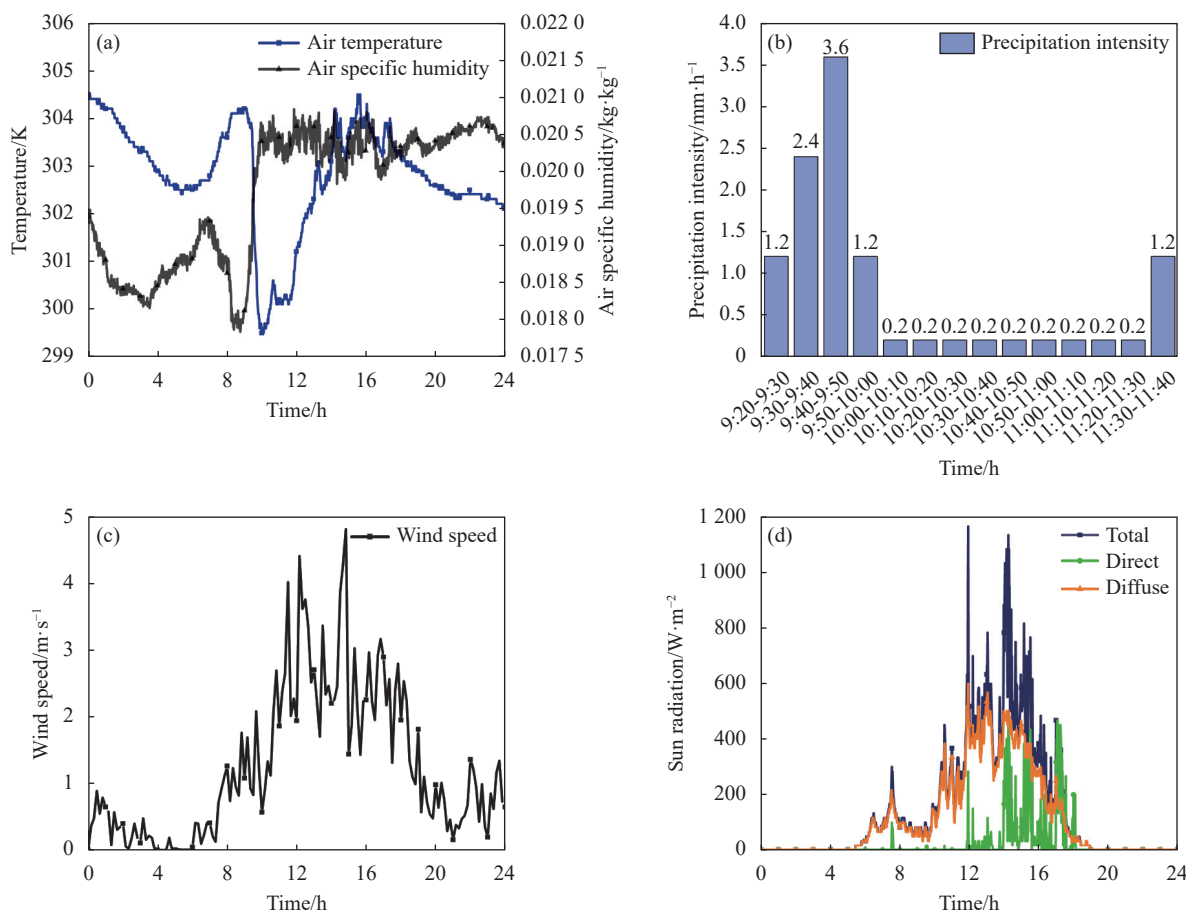 (a)
Air temperature
Air specific humidity
306
305
304
303
302
301
300
299
Temperature/K
0.022 0
0.021 5
0.021 0
0.020 5
0.020 0
0.019 5
0.019 0
0.018 5
0.018 0
0.017 5
Air specific humidity/kg·kg⁻¹
0 4 8 12 16 20 24
Time/h
(b)
Precipitation intensity
4.0
3.6
3.2
2.8
2.4
2.0
1.6
1.2
0.8
0.4
0
Precipitation intensity/mm·h⁻¹
1.2 2.4 3.6 1.2 0.2 0.2 0.2 0.2 0.2 0.2 0.2 0.2 0.2 1.2
9:20-9:30
9:30-9:40
9:40-9:50
9:50-10:00
10:00-10:10
10:10-10:20
10:20-10:30
10:30-10:40
10:40-10:50
10:50-11:00
11:00-11:10
11:10-11:20
11:20-11:30
11:30-11:40
Time/h
(c)
Wind speed
5
4
3
2
1
0
Wind speed/m·s⁻¹
0 4 8 12 16 20 24
Time/h
(d)
Total
Direct
Diffuse
1 200
1 000
800
600
400
200
0
Sun radiation/W·m⁻²
0 4 8 12 16 20 24
Time/h